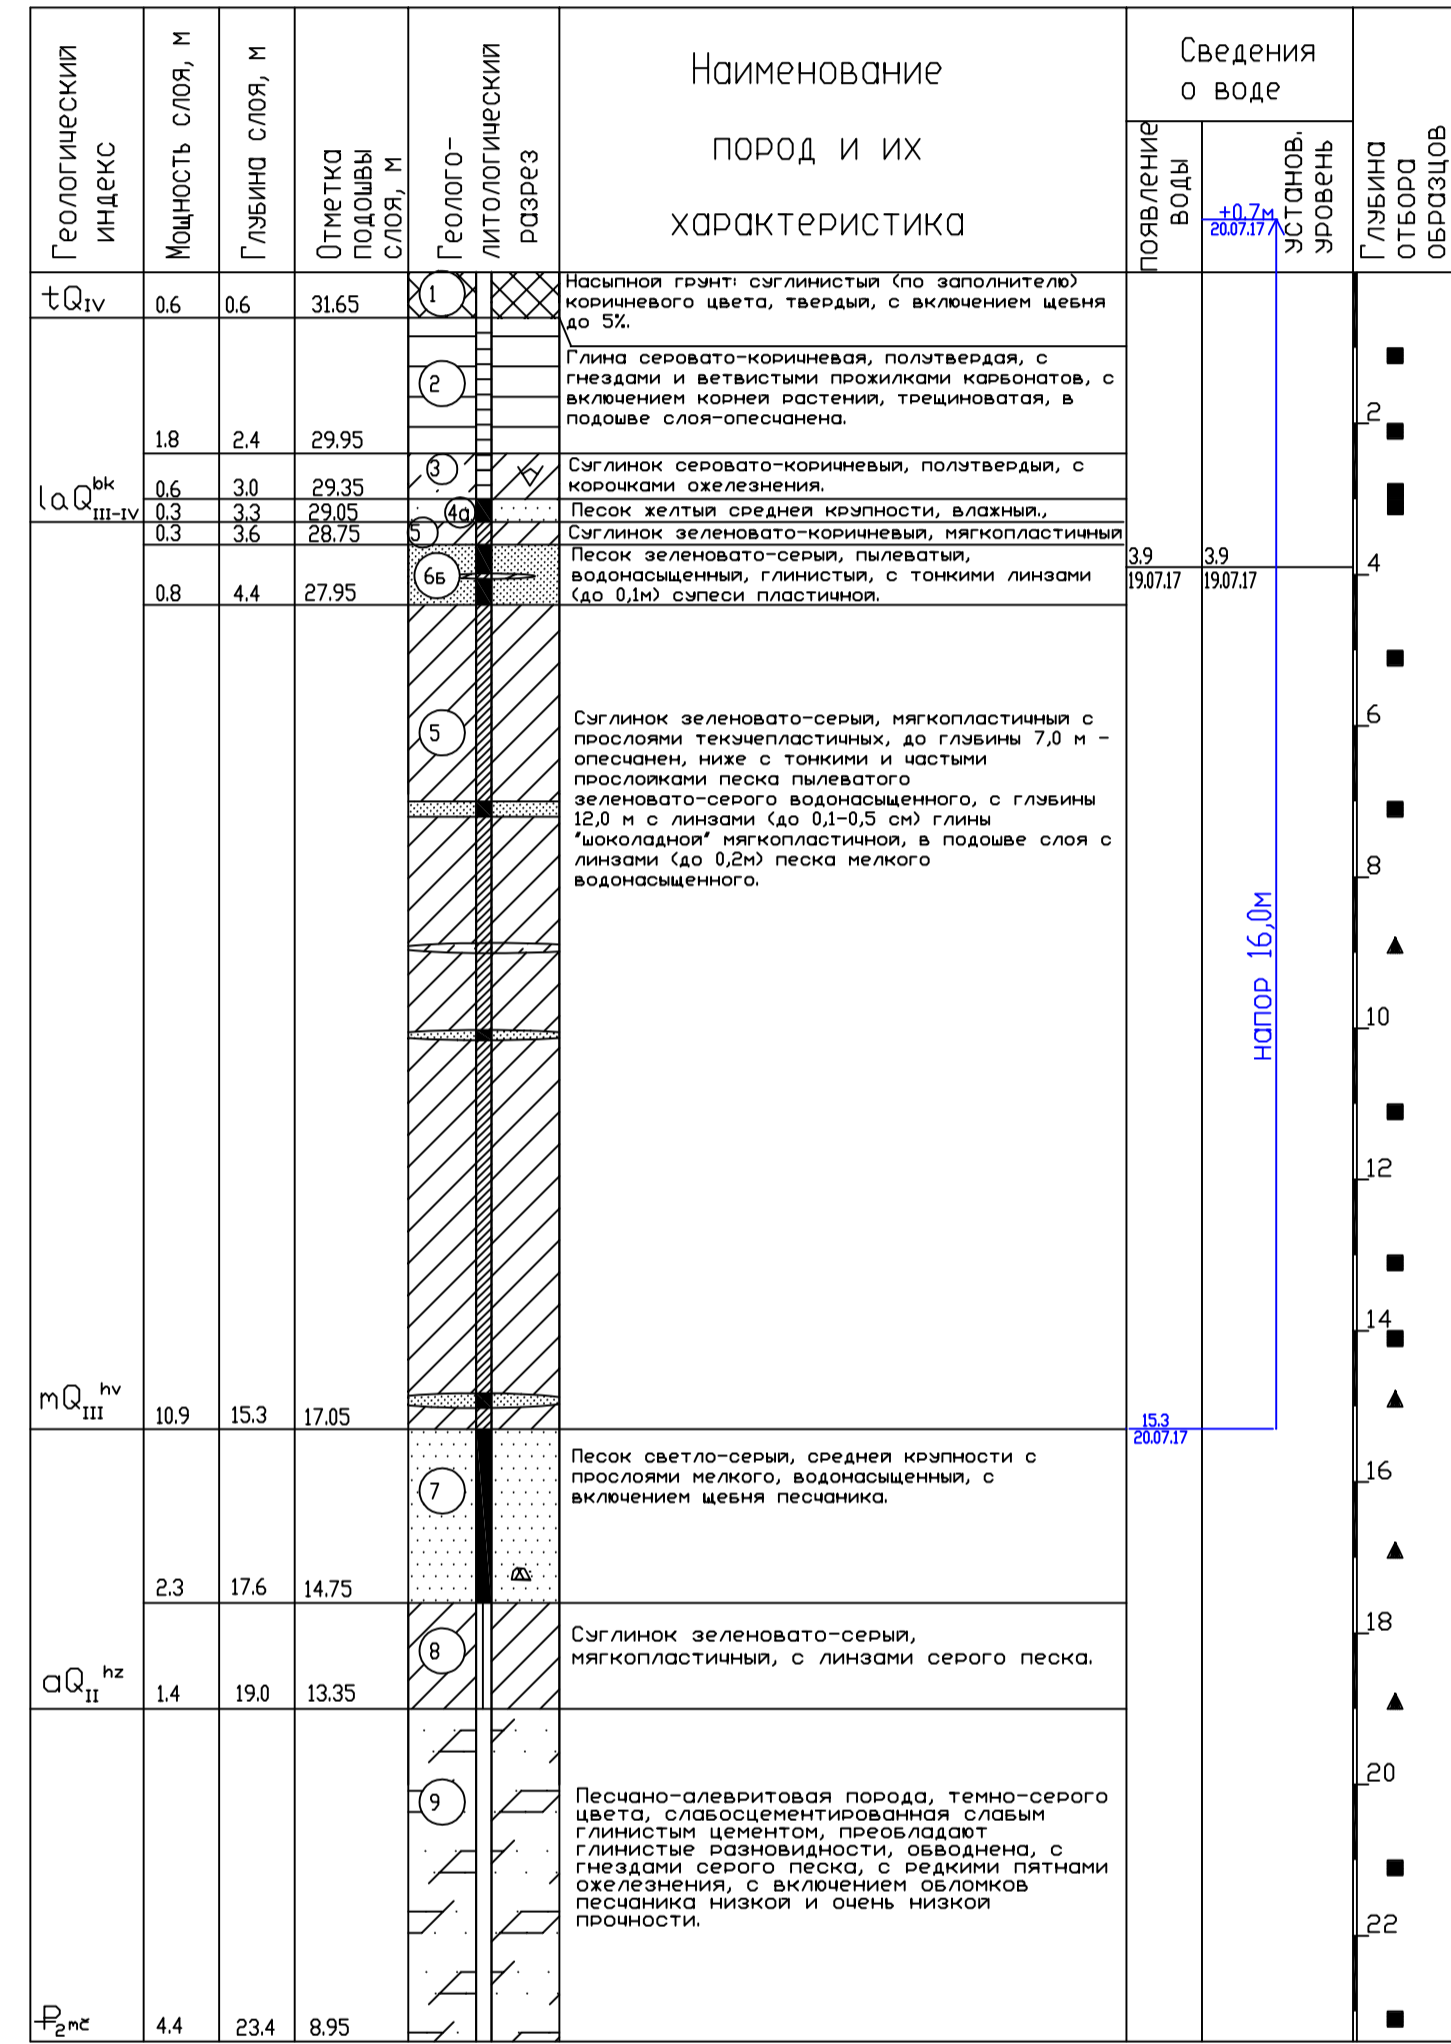 Геологический
индекс
Мощность слоя, м
Глубина слоя, м
Отметка
подошвы
слоя, м
Геолого-
литологический
разрез
Наименование
пород и их
характеристика
Сведения
о воде
появление
воды
установ.
уровень
+0.7м
20.07.17
Глубина
отбора
образцов
tQIV
0.6
0.6
31.65
1
Насыпной грунт: суглинистый (по заполнителю)
коричневого цвета, твердый, с включением щебня
до 5%.
2
Глина серовато-коричневая, полутвердая, с
гнездами и ветвистыми прожилками карбонатов, с
включением корней растений, трещиноватая, в
подошве слоя-опесчанена.
1.8
2.4
29.95
2
laQ bk III-IV
0.6
3.0
29.35
3
Суглинок серовато-коричневый, полутвердый, с
корочками ожелезнения.
0.3
3.3
29.05
4а
Песок желтый средней крупности, влажный.,
0.3
3.6
28.75
5
Суглинок зеленовато-коричневый, мягкопластичный
0.8
4.4
27.95
6Б
Песок зеленовато-серый, пылеватый,
водонасыщенный, глинистый, с тонкими линзами
(до 0,1м) супеси пластичной.
3.9
19.07.17
3.9
19.07.17
4
5
Суглинок зеленовато-серый, мягкопластичный с
прослоями текучепластичных, до глубины 7,0 м -
опесчанен, ниже с тонкими и частыми
прослойками песка пылеватого
зеленовато-серого водонасыщенного, с глубины
12,0 м с линзами (до 0,1-0,5 см) глины
"шоколадной" мягкопластичной, в подошве слоя с
линзами (до 0,2м) песка мелкого
водонасыщенного.
6
8
напор 16,0м
10
12
14
mQ hv III
10.9
15.3
17.05
15.3
20.07.17
7
Песок светло-серый, средней крупности с
прослоями мелкого, водонасыщенный, с
включением щебня песчаника.
16
2.3
17.6
14.75
8
Суглинок зеленовато-серый,
мягкопластичный, с линзами серого песка.
18
aQ hz II
1.4
19.0
13.35
9
Песчано-алевритовая порода, темно-серого
цвета, слабосцементированная слабым
глинистым цементом, преобладают
глинистые разновидности, обводнена, с
гнездами серого песка, с редкими пятнами
ожелезнения, с включением обломков
песчаника низкой и очень низкой
прочности.
20
22
P2mč
4.4
23.4
8.95